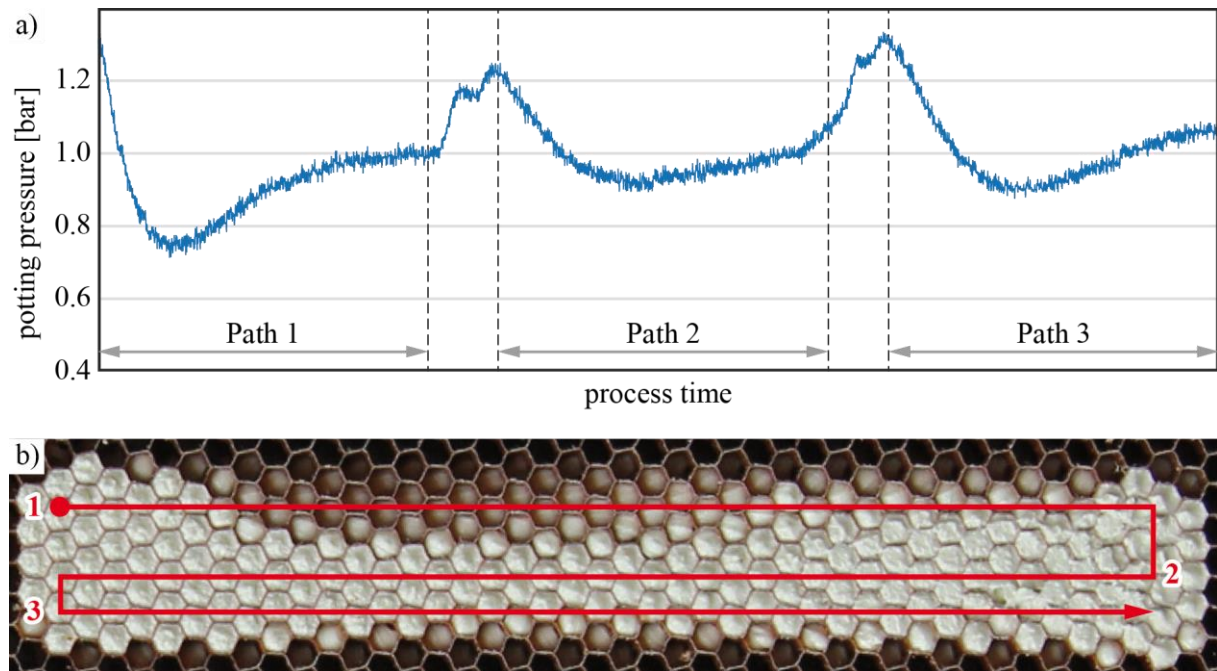 a)
potting pressure [bar]
1.2
1.0
0.8
0.6
0.4
Path 1
Path 2
Path 3
process time
b)
1
2
3